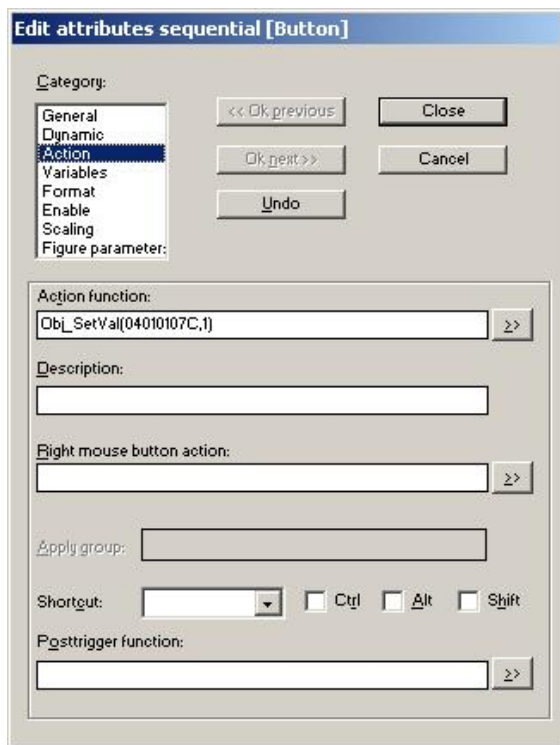 Edit attributes sequential [Button]
Category:
General
Dynamic
Action
Variables
Format
Enable
Scaling
Figure parameter:
<< Ok previous
Close
Ok next >>
Cancel
Undo
Action function:
Obj_SetVal(04010107C,1)
>>
Description:
Right mouse button action:
>>
Apply group:
Shortcut:
Ctrl
Alt
Shift
Posttrigger function:
>>